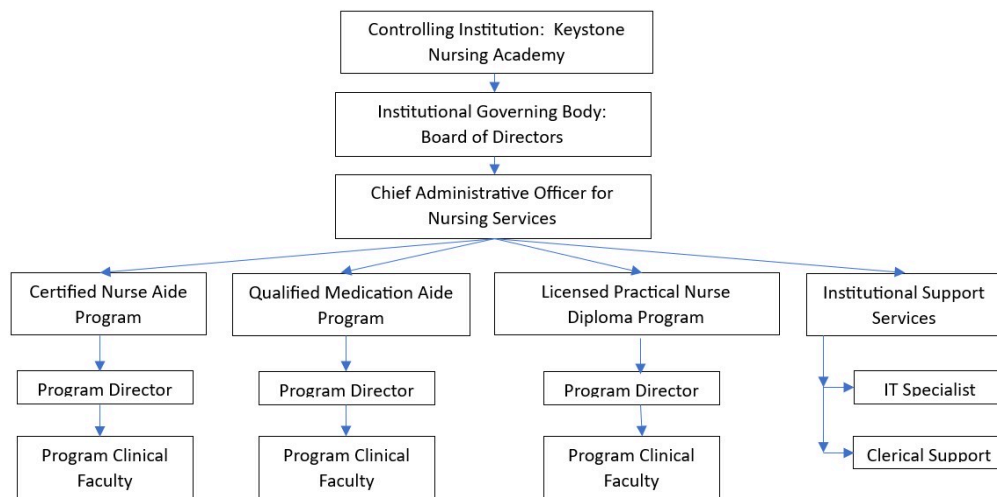 Controlling Institution:  Keystone
Nursing Academy
Institutional Governing Body:
Board of Directors
Chief Administrative Officer for
Nursing Services
Certified Nurse Aide
Program
Qualified Medication Aide
Program
Licensed Practical Nurse
Diploma Program
Institutional Support
Services
Program Director
Program Director
Program Director
IT Specialist
Program Clinical
Faculty
Program Clinical
Faculty
Program Clinical
Faculty
Clerical Support